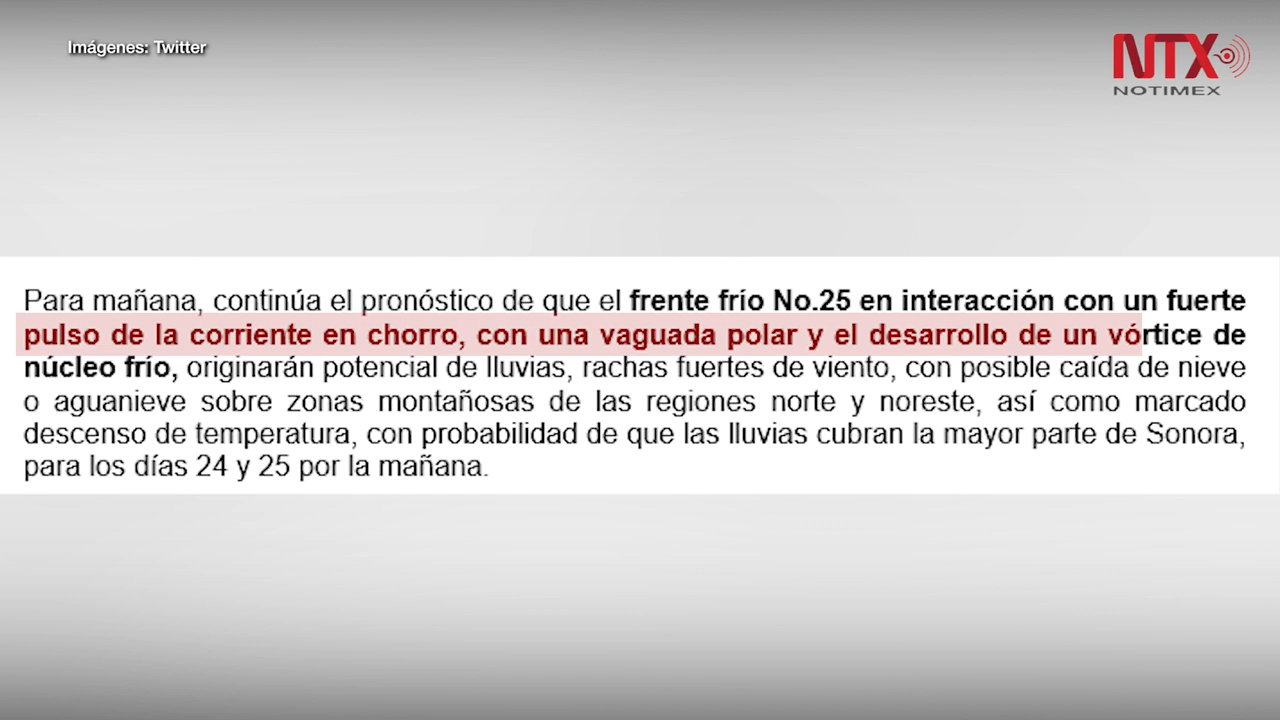 Imágenes: Twitter
NTX
NOTIMEX
Para mañana, continúa el pronóstico de que el frente frío No.25 en interacción con un fuerte
pulso de la corriente en chorro, con una vaguada polar y el desarrollo de un vórtice de
núcleo frío, originarán potencial de lluvias, rachas fuertes de viento, con posible caída de nieve
o aguanieve sobre zonas montañosas de las regiones norte y noreste, así como marcado
descenso de temperatura, con probabilidad de que las lluvias cubran la mayor parte de Sonora,
para los días 24 y 25 por la mañana.